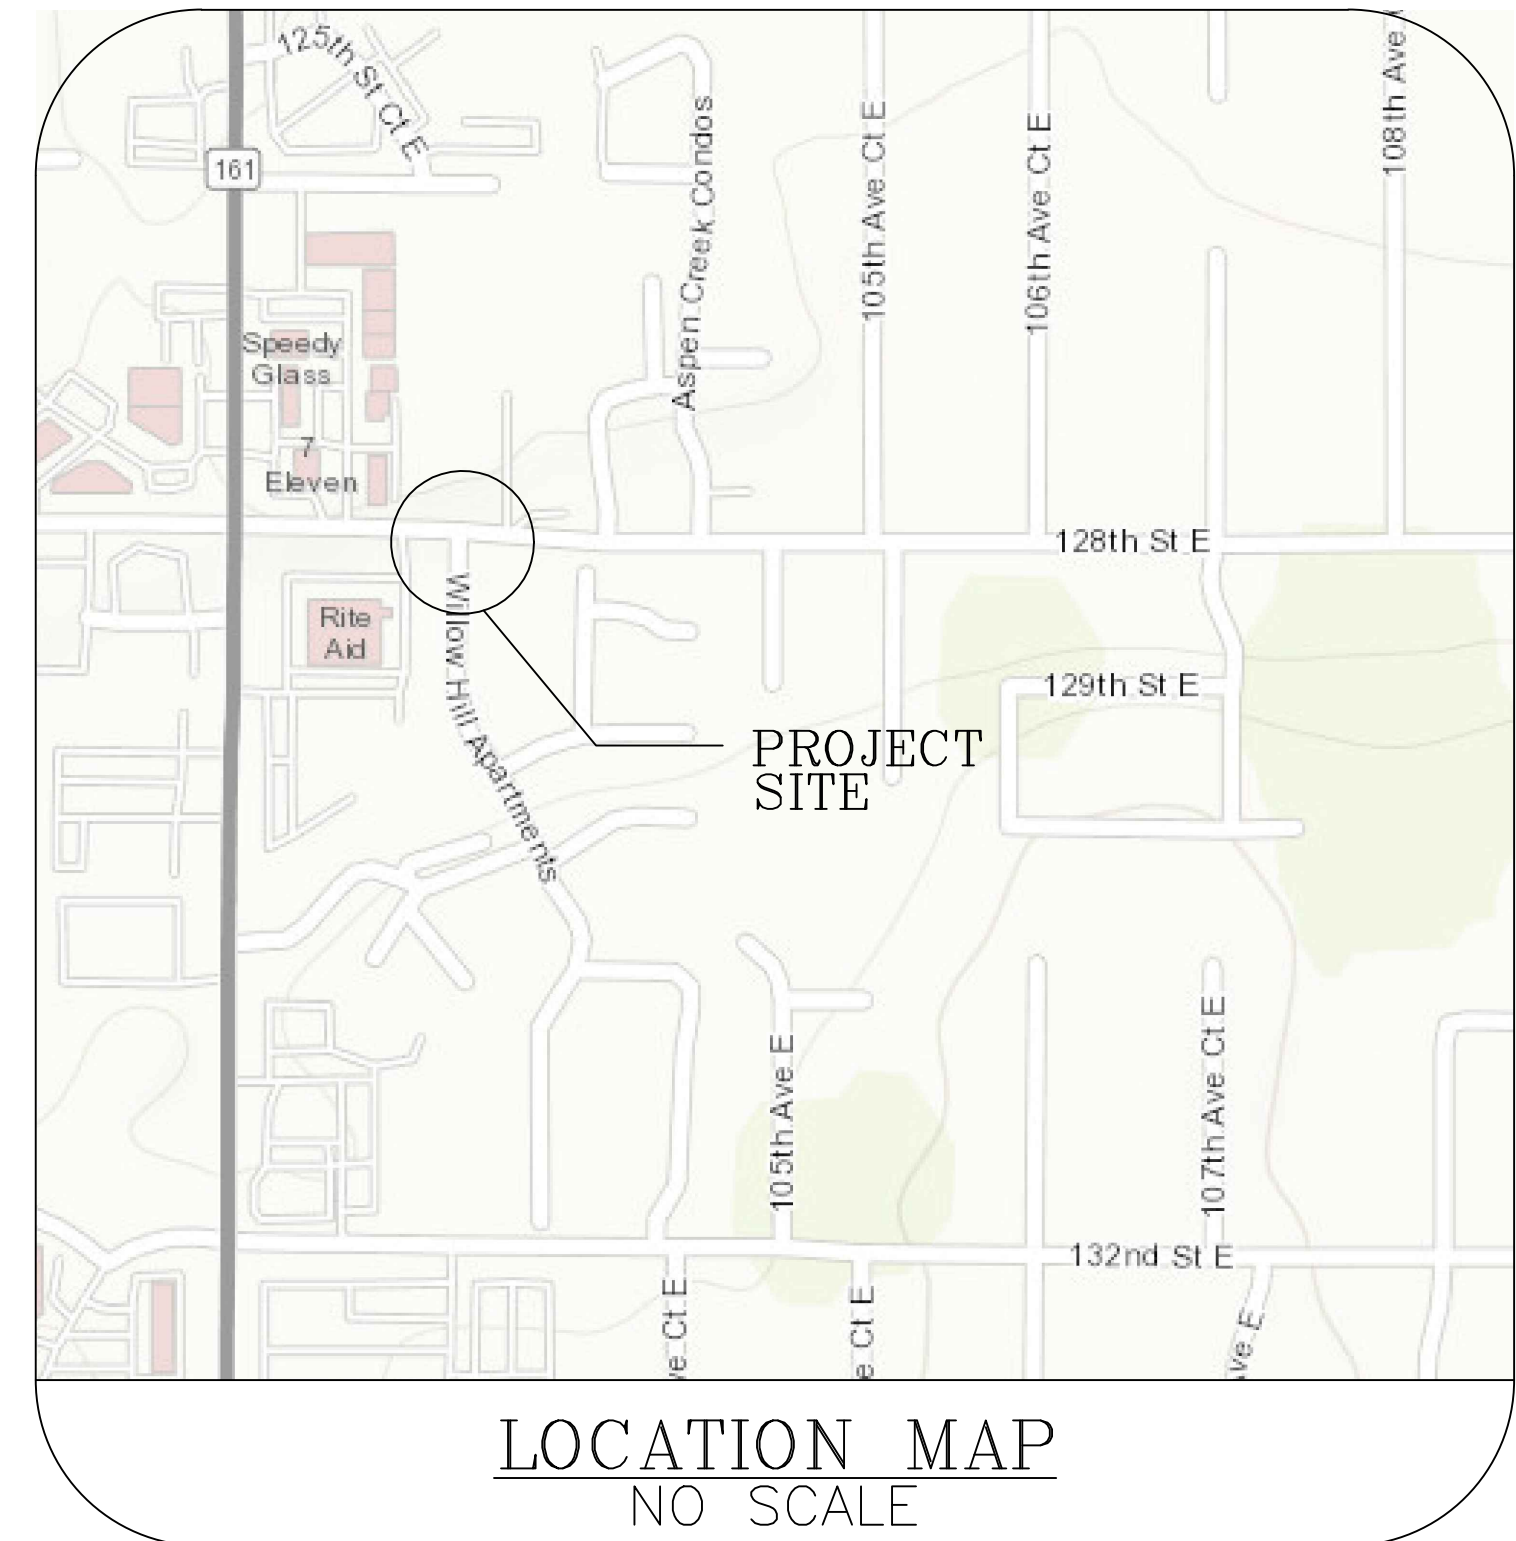 125th St Ct E
161
Aspen Creek Condos
105th Ave Ct E
106th Ave Ct E
108th Ave
Speedy
Glass
7
Eleven
128th St E
Rite
Aid
Willow Hill Apartments
129th St E
PROJECT
SITE
105th Ave E
107th Ave Ct E
132nd St E
ve Ct E
e Ct E
Ave E
LOCATION MAP
NO SCALE